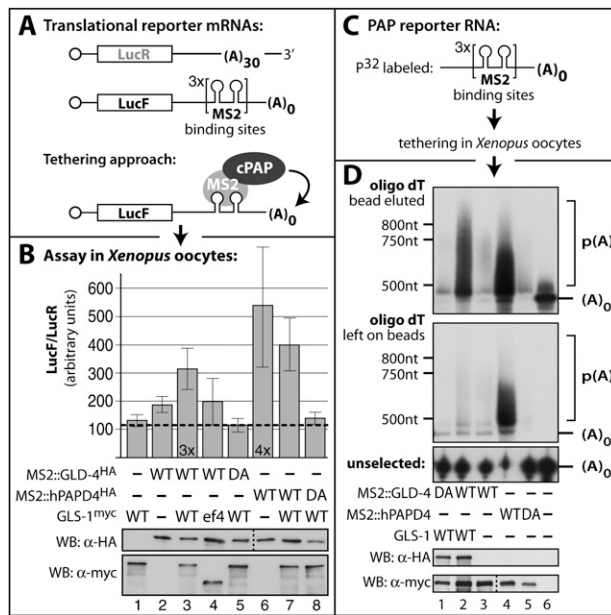 A Translational reporter mRNAs:
LucR (A)30 3′
3x
LucF MS2 (A)0
binding sites
Tethering approach:
cPAP
MS2
LucF (A)0
B Assay in Xenopus oocytes:
LucF/LucR
(arbitrary units)
600
500
400
300
200
100
3x 4x
MS2::GLD-4HA – WT WT WT DA – – –
MS2::hPAPD4HA – – – – – WT WT DA
GLS-1myc WT – WT ef4 WT – WT WT
WB: α-HA
WB: α-myc
1 2 3 4 5 6 7 8
C PAP reporter RNA:
3x
P32 labeled: MS2 (A)0
binding sites
tethering in Xenopus oocytes
D oligo dT
bead eluted
800nt
750nt
500nt
p(A)
(A)0
oligo dT
left on beads
800nt
750nt
500nt
p(A)
(A)0
unselected: (A)0
MS2::GLD-4 DA WT WT – – –
MS2::hPAPD4 – – – WT DA –
GLS-1 WT WT – – – –
WB: α-HA
WB: α-myc
1 2 3 4 5 6